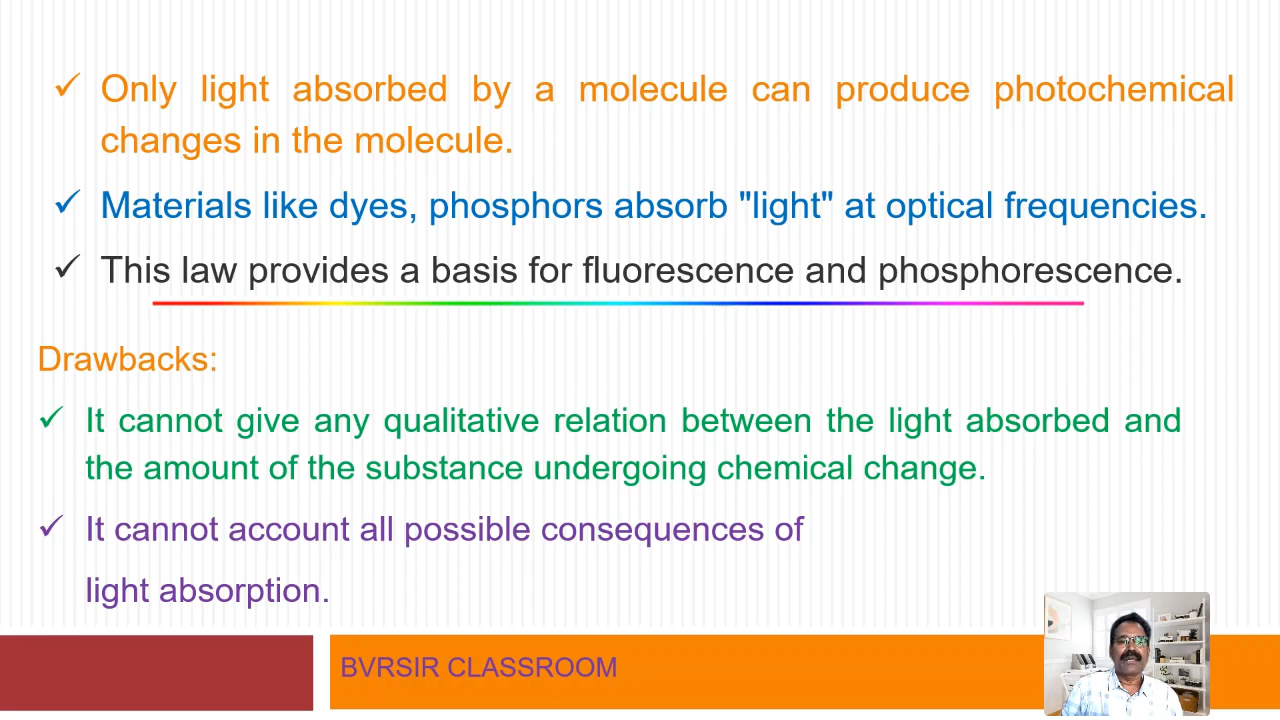 ✓ Only light absorbed by a molecule can produce photochemical
changes in the molecule.
✓ Materials like dyes, phosphors absorb "light" at optical frequencies.
✓ This law provides a basis for fluorescence and phosphorescence.
Drawbacks:
✓ It cannot give any qualitative relation between the light absorbed and
the amount of the substance undergoing chemical change.
✓ It cannot account all possible consequences of
light absorption.
BVRSIR CLASSROOM